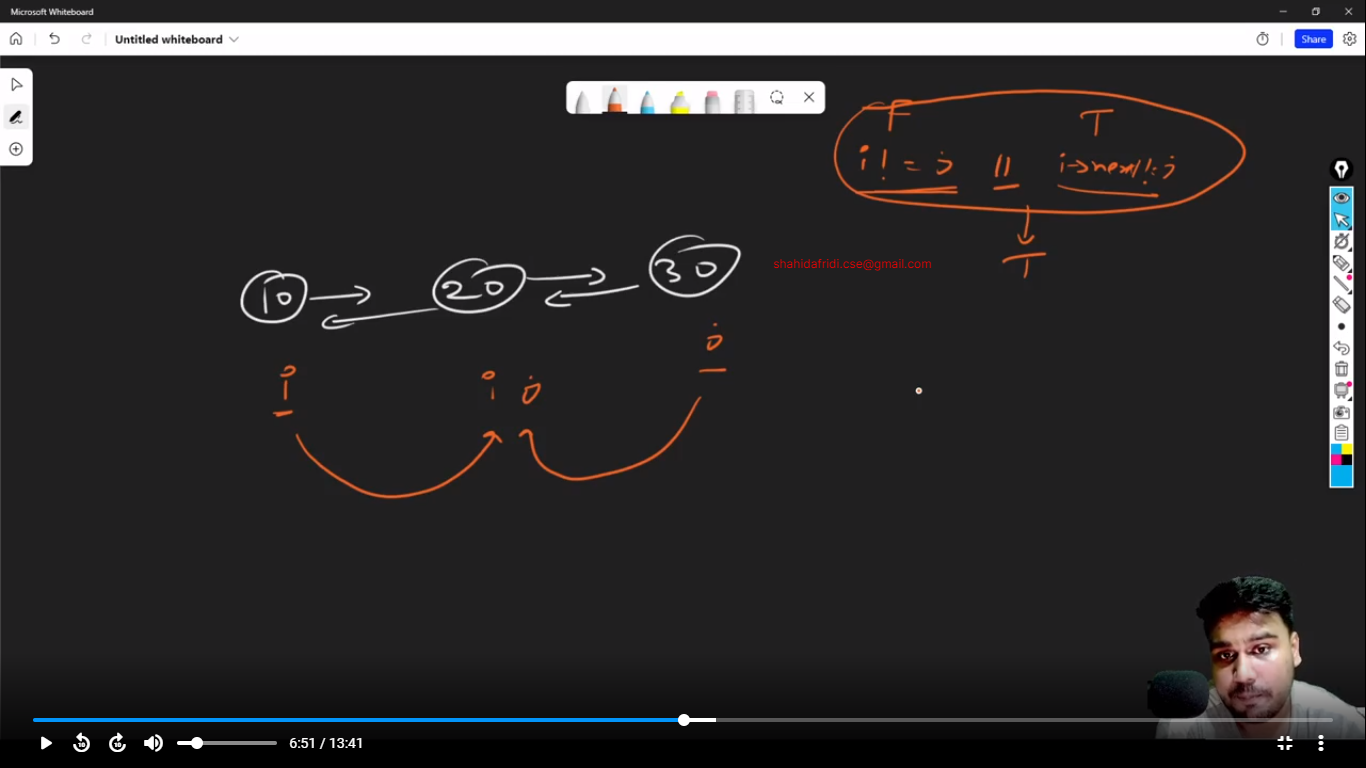 Microsoft Whiteboard
Untitled whiteboard
Share
F T
i != j || i->next != j
T
shahidafridi.cse@gmail.com
10 20 30
j
i i j
6:51 / 13:41